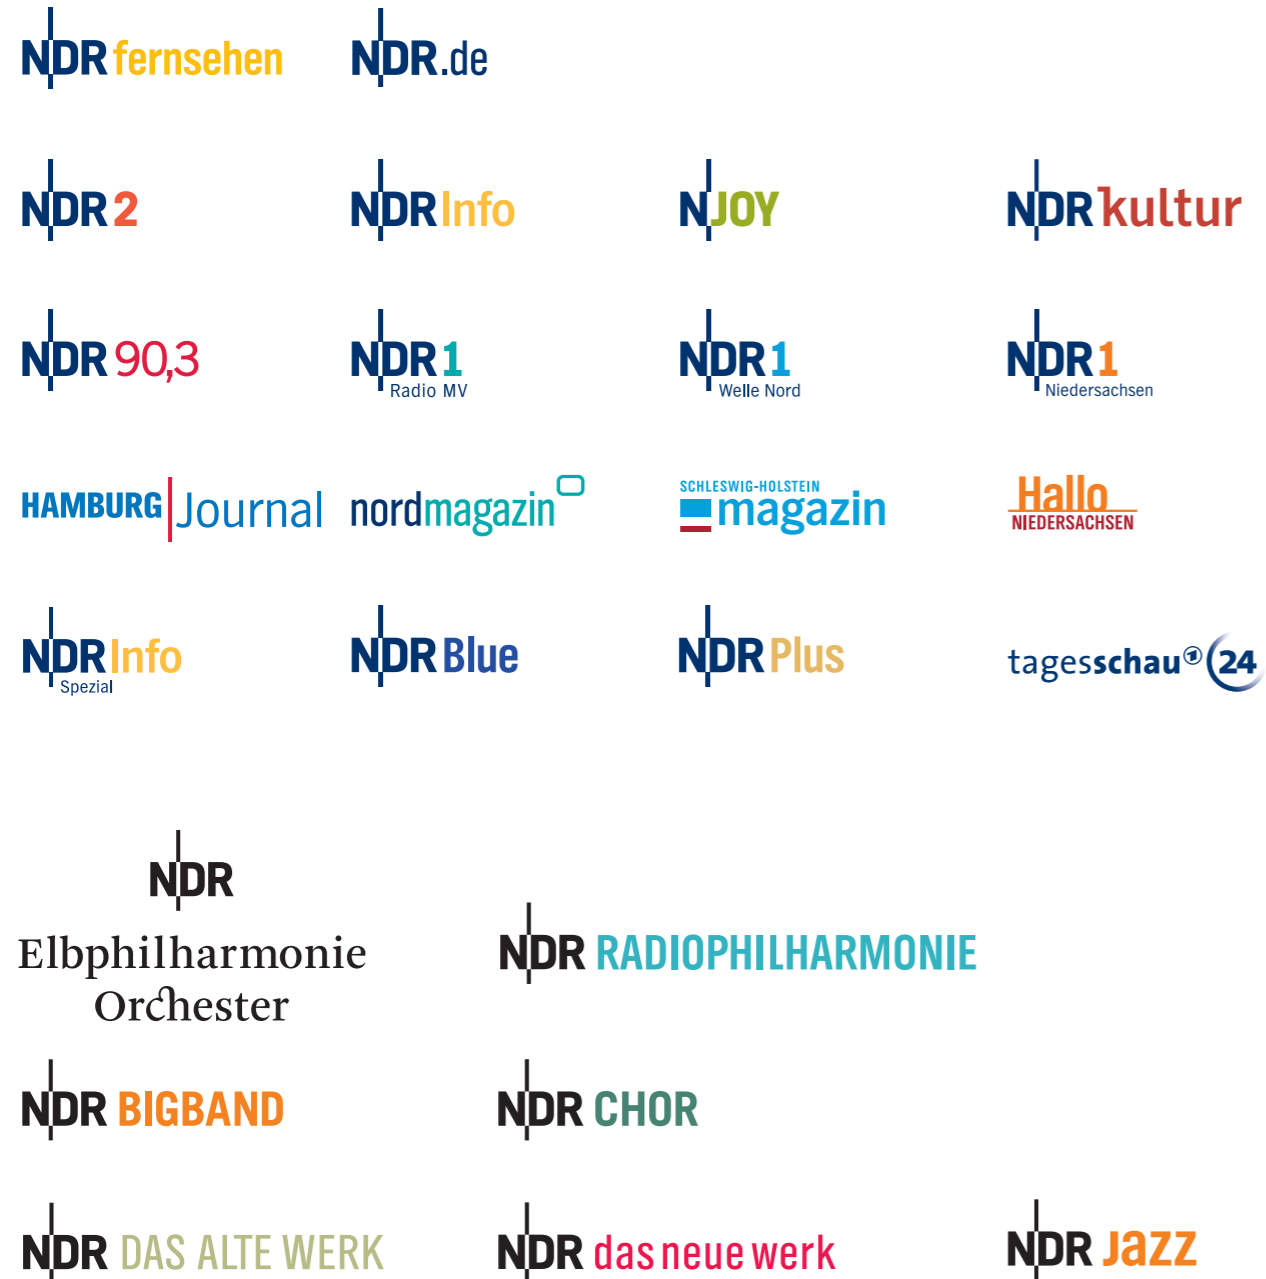 NDR fernsehen
NDR.de
NDR 2
NDR Info
N JOY
NDR kultur
NDR 90,3
NDR 1
Radio MV
NDR 1
Welle Nord
NDR 1
Niedersachsen
HAMBURG Journal
nordmagazin
SCHLESWIG-HOLSTEIN
magazin
Hallo
NIEDERSACHSEN
NDR Info
Spezial
NDR Blue
NDR Plus
tagesschau 24
NDR
Elbphilharmonie
Orchester
NDR RADIOPHILHARMONIE
NDR BIGBAND
NDR CHOR
NDR DAS ALTE WERK
NDR das neue werk
NDR Jazz